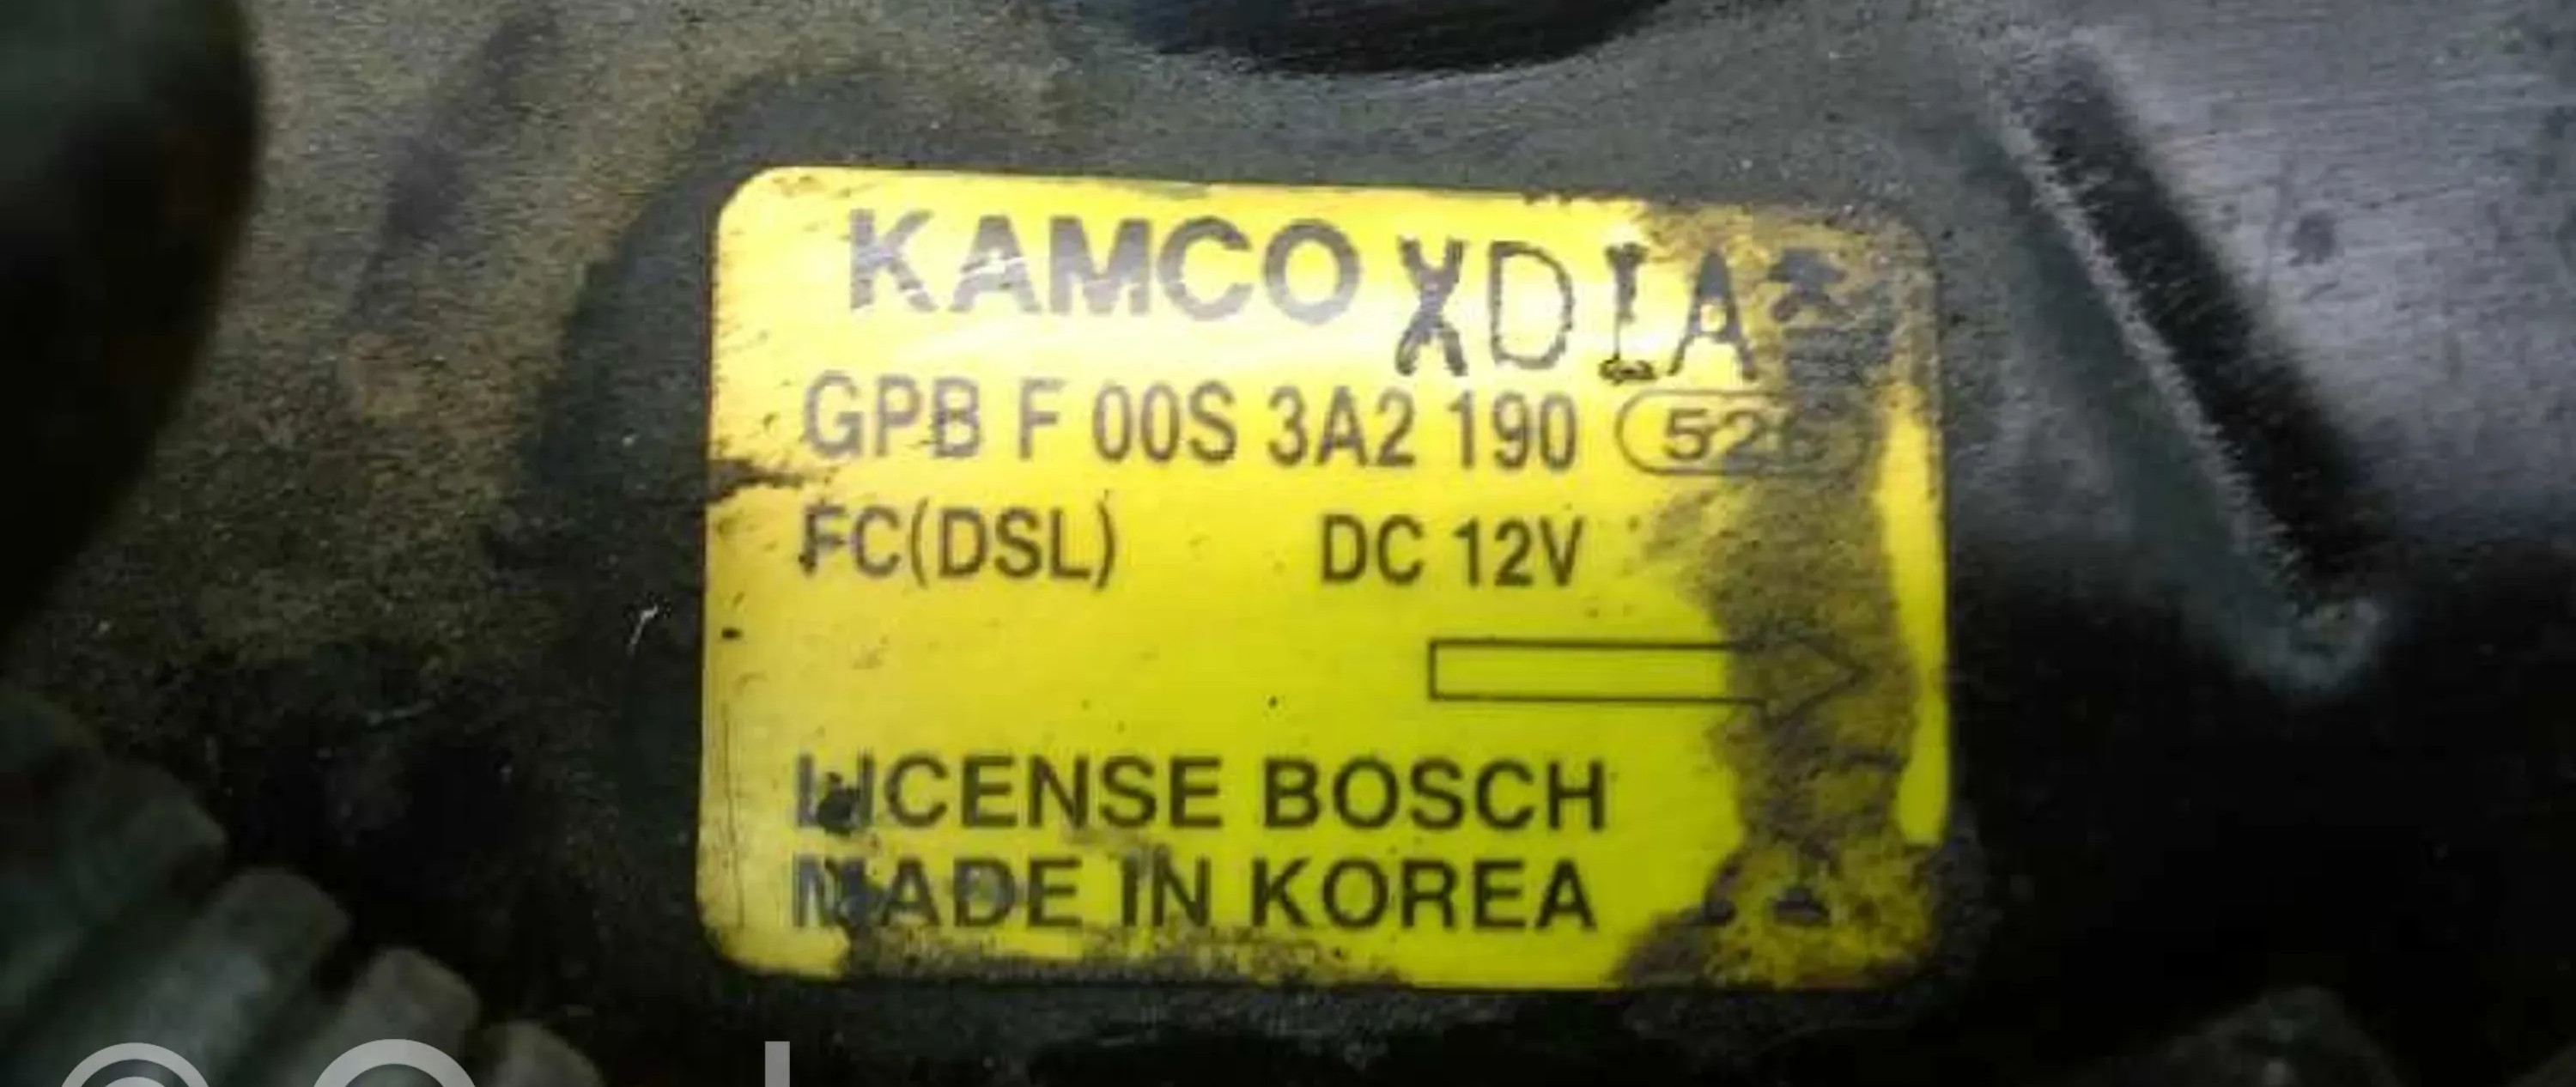 KAMCO XDIA
GPB F 00S 3A2 190
FC(DSL) DC 12V
LICENSE BOSCH
MADE IN KOREA